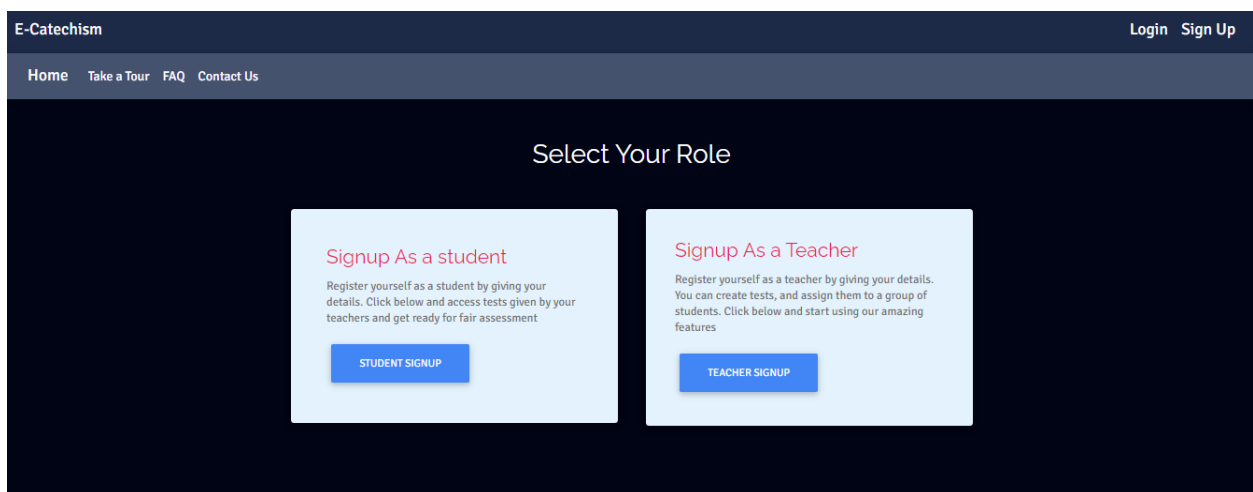 E-Catechism
Login Sign Up
Home Take a Tour FAQ Contact Us
Select Your Role
Signup As a student
Register yourself as a student by giving your
details. Click below and access tests given by your
teachers and get ready for fair assessment
STUDENT SIGNUP
Signup As a Teacher
Register yourself as a teacher by giving your details.
You can create tests, and assign them to a group of
students. Click below and start using our amazing
features
TEACHER SIGNUP